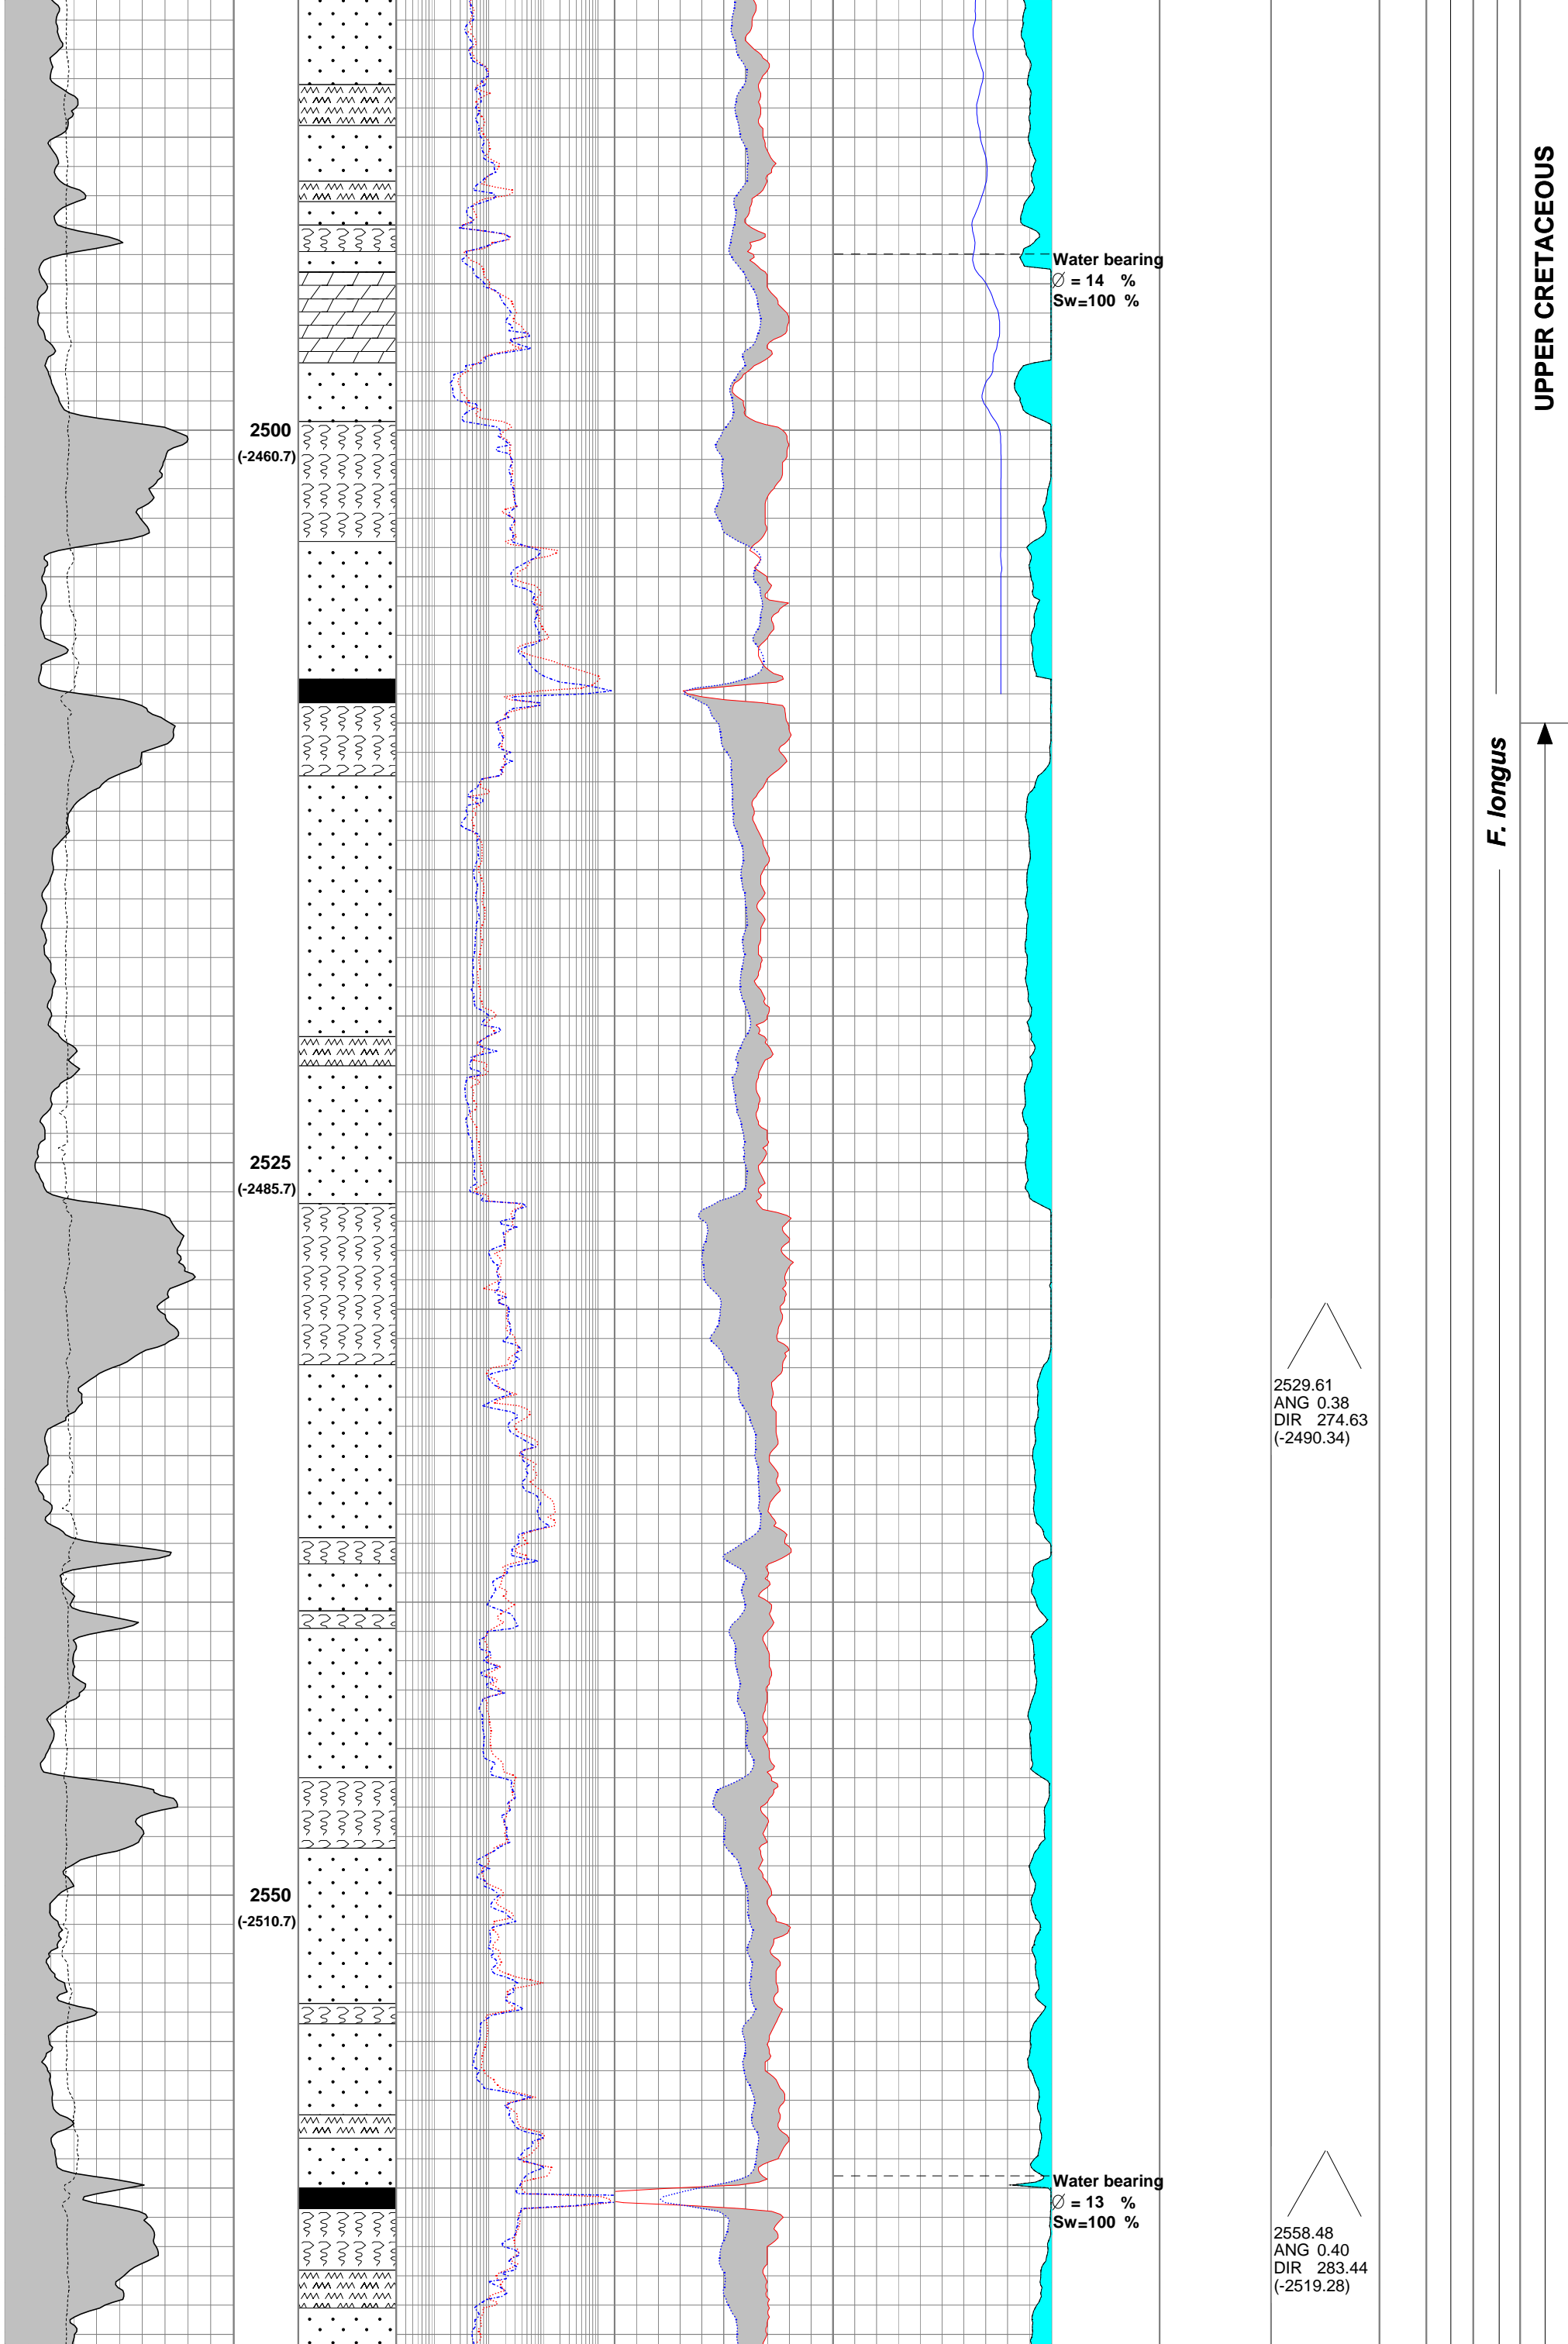 UPPER CRETACEOUS
Water bearing
Ø = 14 %
Sw=100 %
2500
(-2460.7)
F. longus
2525
(-2485.7)
2529.61
ANG 0.38
DIR 274.63
(-2490.34)
2550
(-2510.7)
Water bearing
Ø = 13 %
Sw=100 %
2558.48
ANG 0.40
DIR 283.44
(-2519.28)